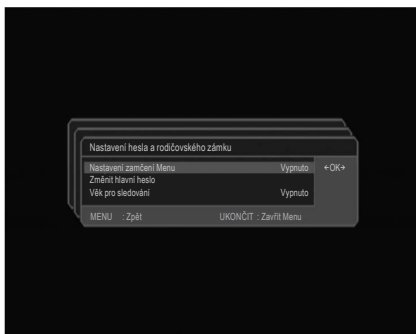 Nastavení hesla a rodičovského zámku
Nastavení zamčení Menu Vypnuto ←OK→
Změnit hlavní heslo
Věk pro sledování Vypnuto
MENU : Zpět UKONČIT : Zavřít Menu